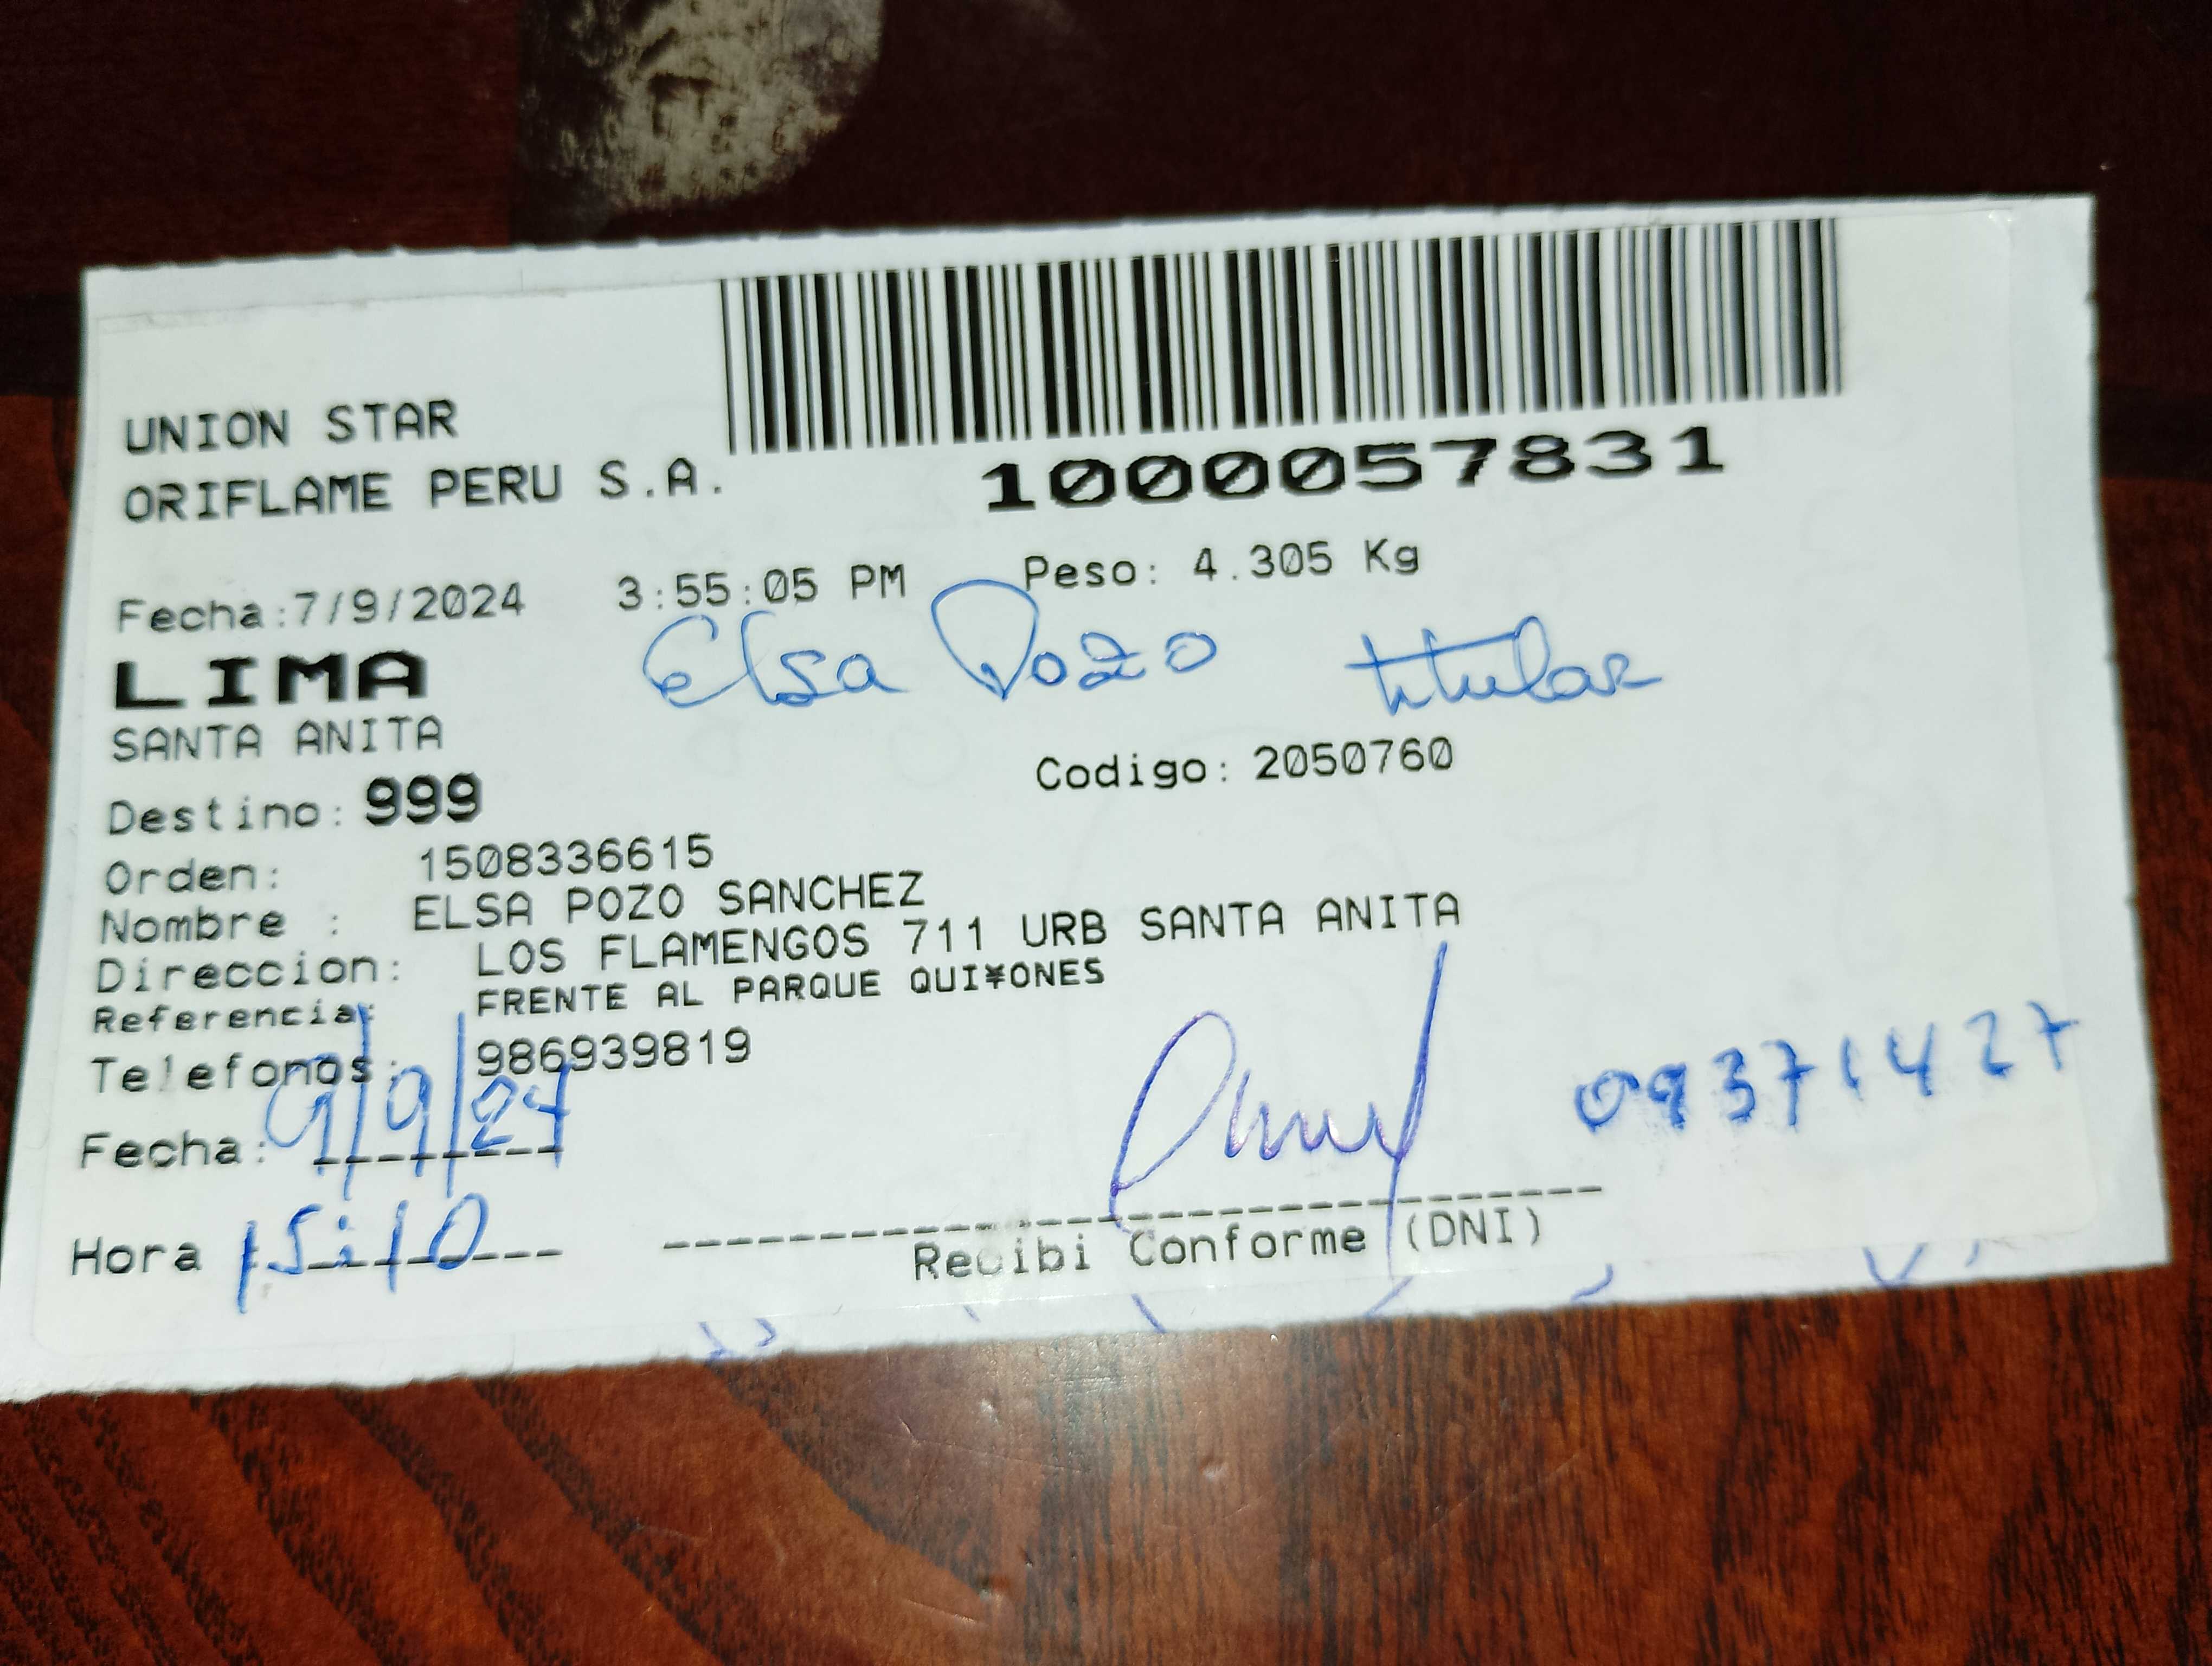 UNION STAR
ORIFLAME PERU S.A.
1000057831
Fecha:7/9/2024 3:55:05 PM Peso: 4.305 Kg
LIMA Elsa Pozo titular
SANTA ANITA
Destino: 999 Codigo: 2050760
Orden: 1508336615
Nombre : ELSA POZO SANCHEZ
Direccion: LOS FLAMENGOS 711 URB SANTA ANITA
Referencia: FRENTE AL PARQUE QUI¥ONES
Telefonos: 986939819
Fecha: 9/9/24 09371427
Hora 15:10
Recibi Conforme (DNI)